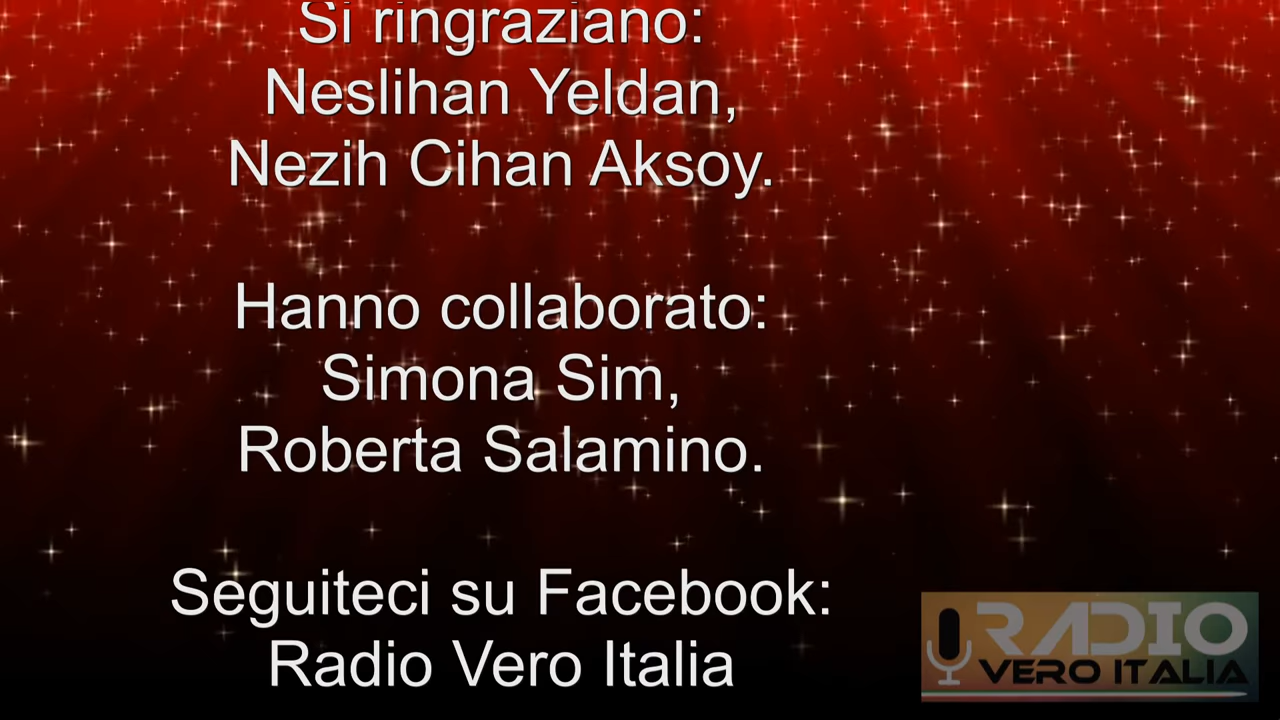 Si ringraziano:
Neslihan Yeldan,
Nezih Cihan Aksoy.
Hanno collaborato:
Simona Sim,
Roberta Salamino.
Seguiteci su Facebook:
Radio Vero Italia
RADIO
VERO ITALIA